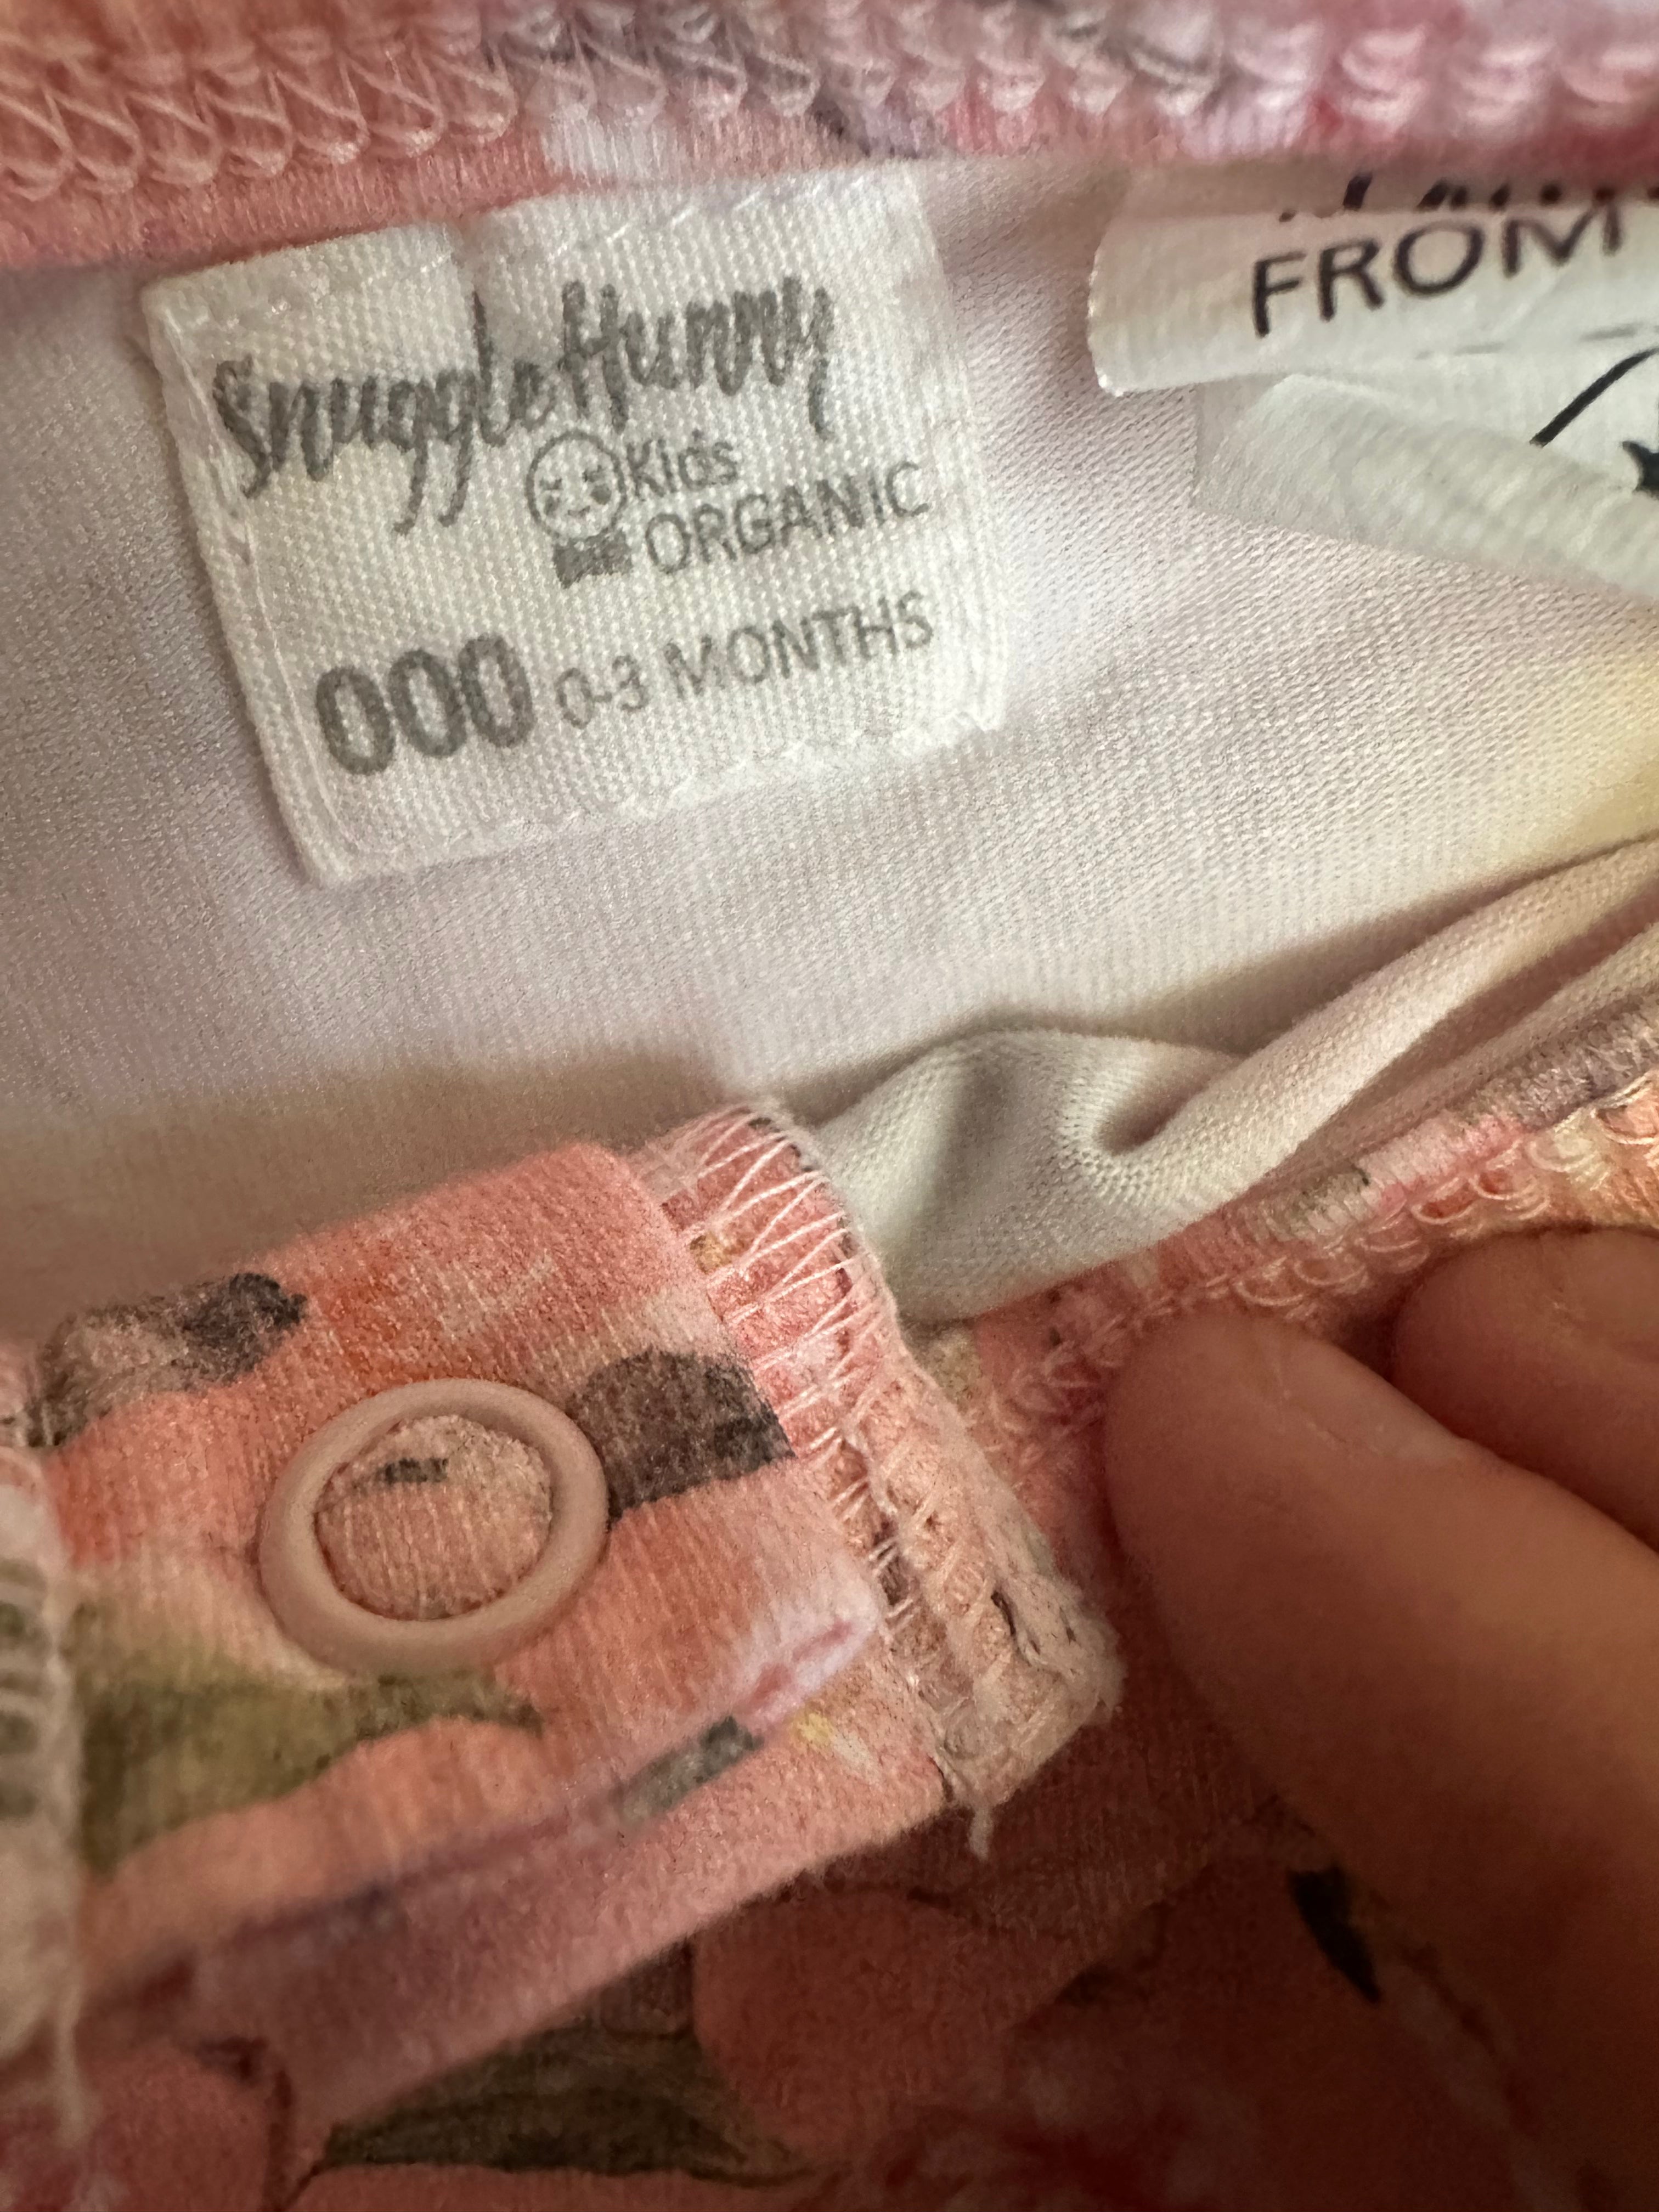 SnuggleHunny
Kids
ORGANIC
000 0-3 MONTHS
FROM